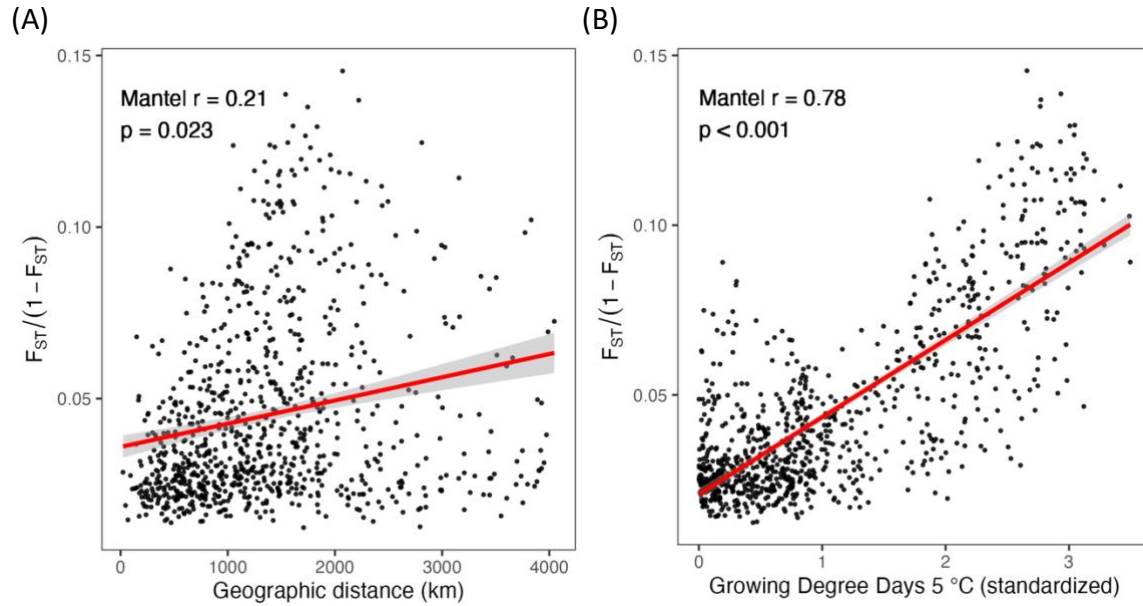 (A)
0.15
0.10
0.05
F_ST/(1 − F_ST)
Mantel r = 0.21
p = 0.023
0 1000 2000 3000 4000
Geographic distance (km)
(B)
0.15
0.10
0.05
F_ST/(1 − F_ST)
Mantel r = 0.78
p < 0.001
0 1 2 3
Growing Degree Days 5 °C (standardized)